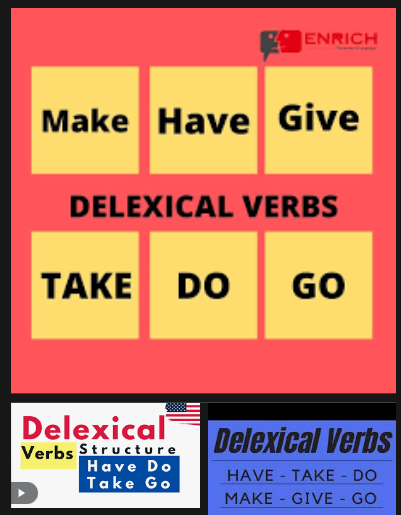 ENRICH
Make Have Give
DELEXICAL VERBS
TAKE DO GO
Delexical
Verbs Structure
Have Do
Take Go
Delexical Verbs
HAVE - TAKE - DO
MAKE - GIVE - GO